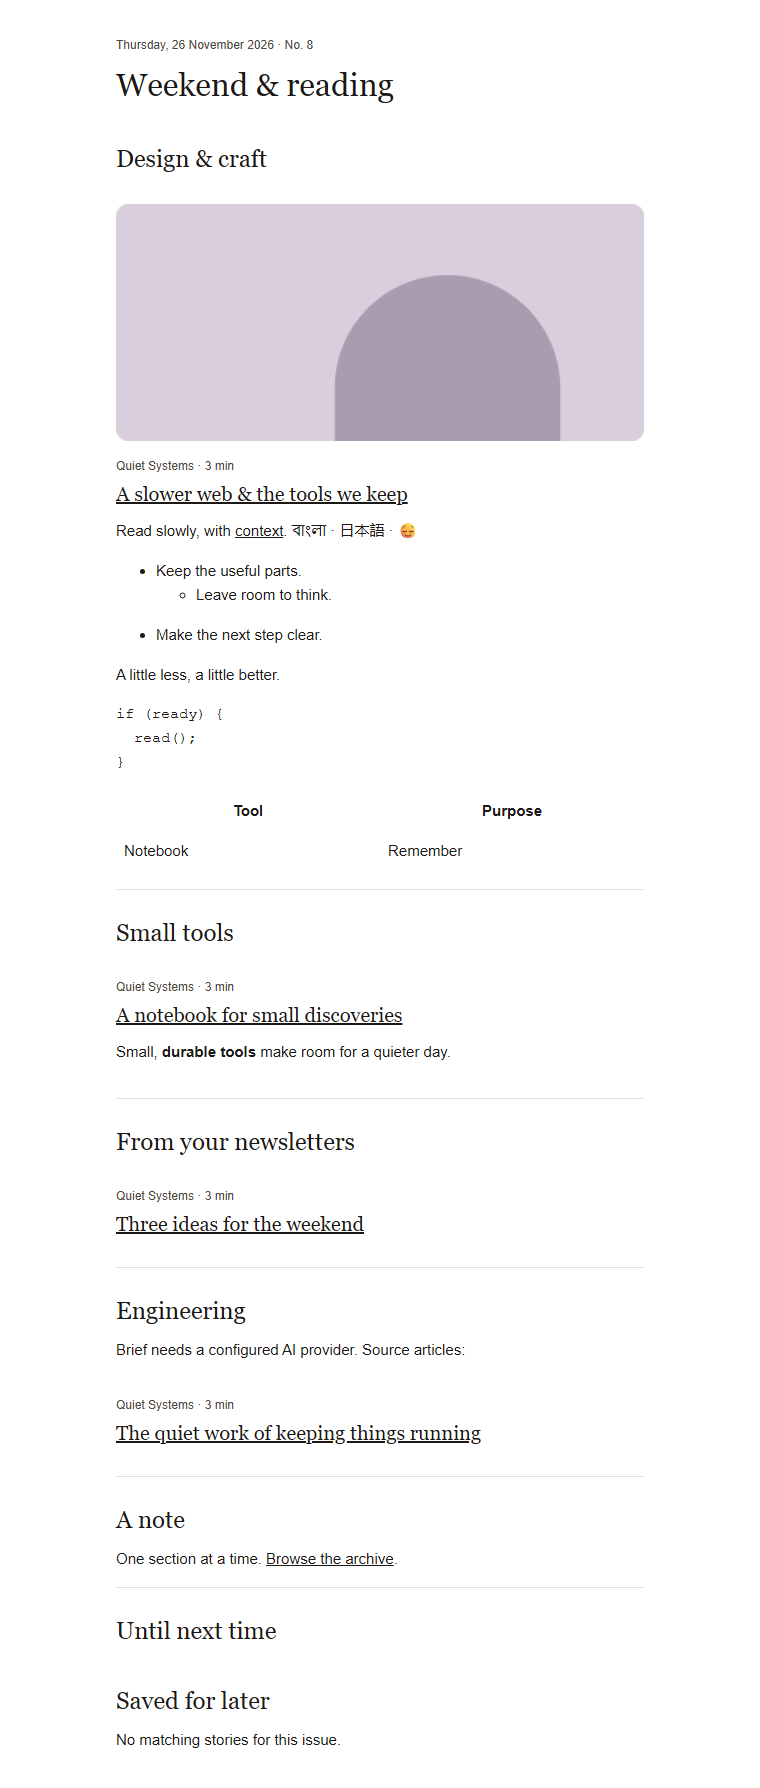 Thursday, 26 November 2026 · No. 8
Weekend & reading
Design & craft
Quiet Systems · 3 min
A slower web & the tools we keep
Read slowly, with context. বাংলা · 日本語 · 😌
Keep the useful parts.
Leave room to think.
Make the next step clear.
A little less, a little better.
if (ready) {
  read();
}
Tool Purpose
Notebook Remember
Small tools
Quiet Systems · 3 min
A notebook for small discoveries
Small, durable tools make room for a quieter day.
From your newsletters
Quiet Systems · 3 min
Three ideas for the weekend
Engineering
Brief needs a configured AI provider. Source articles:
Quiet Systems · 3 min
The quiet work of keeping things running
A note
One section at a time. Browse the archive.
Until next time
Saved for later
No matching stories for this issue.